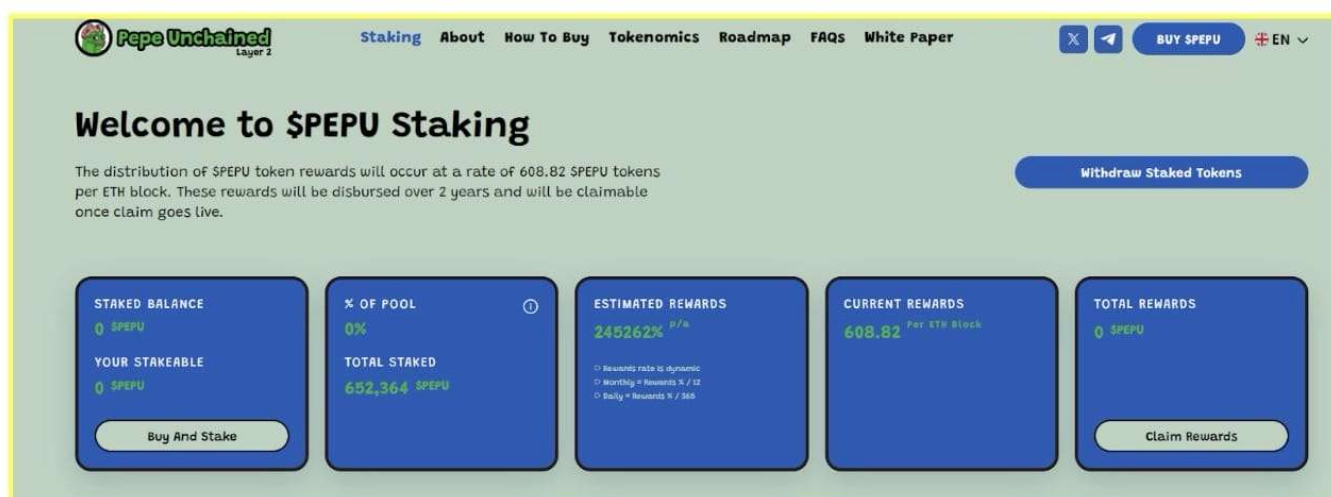 Pepe Unchained
Layer 2
Staking About How To Buy Tokenomics Roadmap FAQs White Paper
BUY $PEPU
EN
Welcome to $PEPU Staking
The distribution of $PEPU token rewards will occur at a rate of 608.82 $PEPU tokens
per ETH block. These rewards will be disbursed over 2 years and will be claimable
once claim goes live.
Withdraw Staked Tokens
STAKED BALANCE
0 $PEPU
YOUR STAKEABLE
0 $PEPU
Buy And Stake
% OF POOL
0%
TOTAL STAKED
652,364 $PEPU
ESTIMATED REWARDS
245262% P/a
Rewards rate is dynamic
Monthly = Rewards % / 12
Daily = Rewards % / 365
CURRENT REWARDS
608.82 Per ETH Block
TOTAL REWARDS
0 $PEPU
Claim Rewards